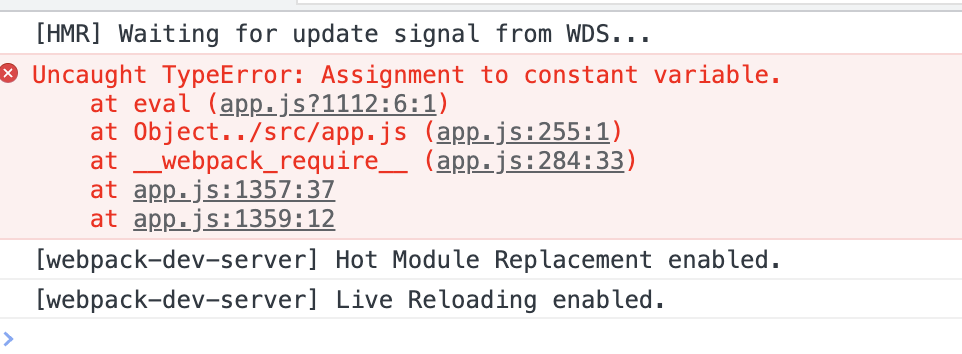 [HMR] Waiting for update signal from WDS...
Uncaught TypeError: Assignment to constant variable.
at eval (app.js?1112:6:1)
at Object../src/app.js (app.js:255:1)
at __webpack_require__ (app.js:284:33)
at app.js:1357:37
at app.js:1359:12
[webpack-dev-server] Hot Module Replacement enabled.
[webpack-dev-server] Live Reloading enabled.